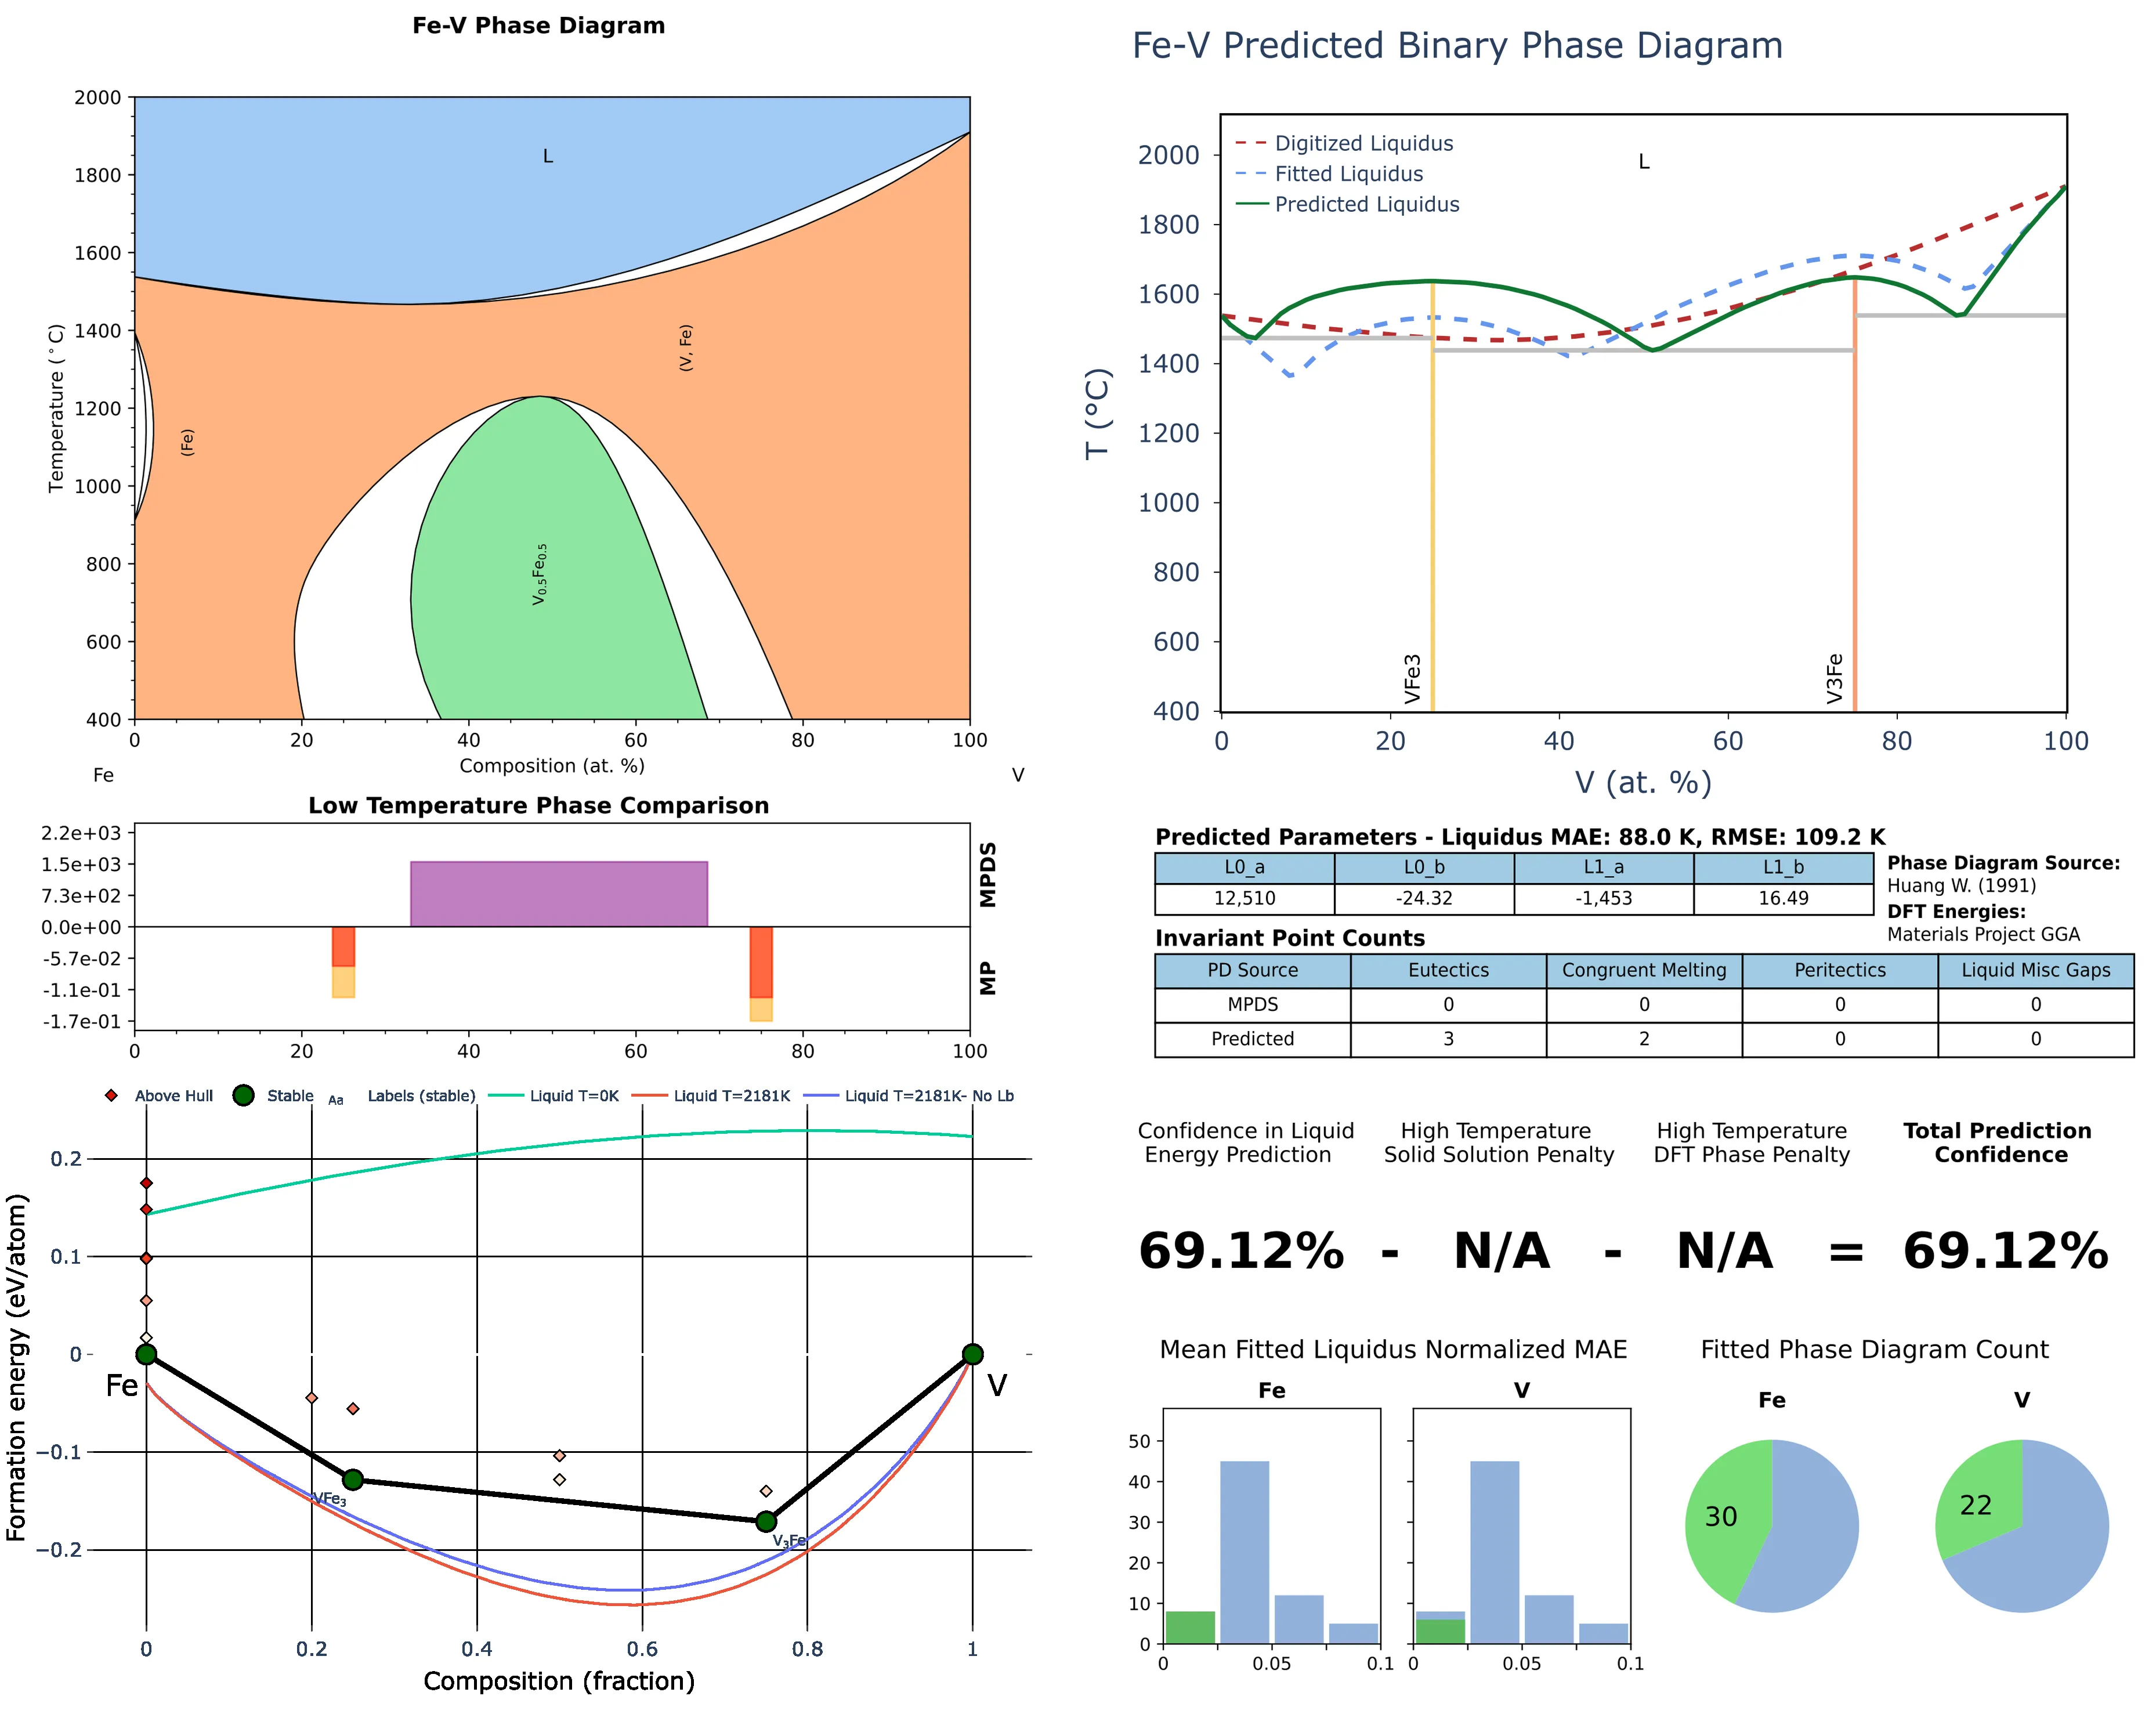 Fe-V Phase Diagram
2000
1800
1600
1400
1200
1000
800
600
400
Temperature (°C)
L
(V, Fe)
(Fe)
V0.5Fe0.5
0 20 40 60 80 100
Composition (at. %)
Fe V
Low Temperature Phase Comparison
2.2e+03
1.5e+03
7.3e+02
0.0e+00
-5.7e-02
-1.1e-01
-1.7e-01
MPDS
MP
0 20 40 60 80 100
Above Hull Stable Aa Labels (stable) Liquid T=0K Liquid T=2181K Liquid T=2181K- No Lb
0.2
0.1
0
−0.1
−0.2
Formation energy (eV/atom)
Fe
V
VFe3
V3Fe
0 0.2 0.4 0.6 0.8 1
Composition (fraction)
Fe-V Predicted Binary Phase Diagram
Digitized Liquidus
Fitted Liquidus
Predicted Liquidus
L
2000
1800
1600
1400
1200
1000
800
600
400
T (°C)
VFe3
V3Fe
0 20 40 60 80 100
V (at. %)
Predicted Parameters - Liquidus MAE: 88.0 K, RMSE: 109.2 K
L0_a L0_b L1_a L1_b
12,510 -24.32 -1,453 16.49
Phase Diagram Source:
Huang W. (1991)
DFT Energies:
Materials Project GGA
Invariant Point Counts
PD Source Eutectics Congruent Melting Peritectics Liquid Misc Gaps
MPDS 0 0 0 0
Predicted 3 2 0 0
Confidence in Liquid
Energy Prediction
High Temperature
Solid Solution Penalty
High Temperature
DFT Phase Penalty
Total Prediction
Confidence
69.12% - N/A - N/A = 69.12%
Mean Fitted Liquidus Normalized MAE
Fe V
50
40
30
20
10
0
0 0.05 0.1
0 0.05 0.1
Fitted Phase Diagram Count
Fe V
30
22